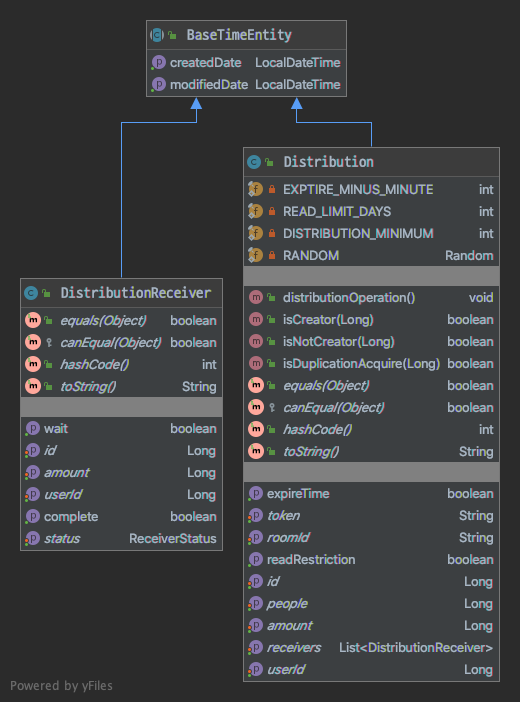 BaseTimeEntity
createdDate LocalDateTime
modifiedDate LocalDateTime
Distribution
EXPTIRE_MINUS_MINUTE int
READ_LIMIT_DAYS int
DISTRIBUTION_MINIMUM int
RANDOM Random
distributionOperation() void
isCreator(Long) boolean
isNotCreator(Long) boolean
isDuplicationAcquire(Long) boolean
equals(Object) boolean
canEqual(Object) boolean
hashCode() int
toString() String
expireTime boolean
token String
roomId String
readRestriction boolean
id Long
people Long
amount Long
receivers List<DistributionReceiver>
userId Long
DistributionReceiver
equals(Object) boolean
canEqual(Object) boolean
hashCode() int
toString() String
wait boolean
id Long
amount Long
userId Long
complete boolean
status ReceiverStatus
Powered by yFiles